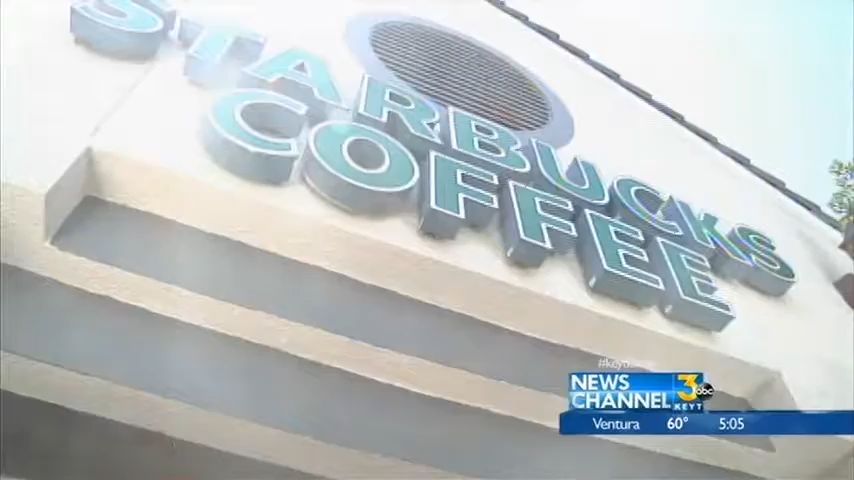 STARBUCKS
COFFEE
NEWS
CHANNEL 3
abc
KEYT
Ventura 60° 5:05